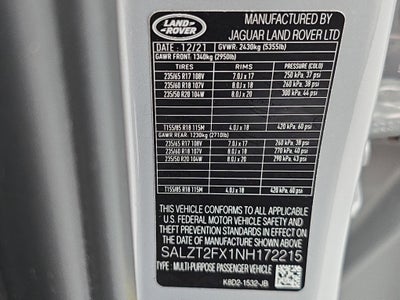 LAND-
-ROVER
MANUFACTURED BY
JAGUAR LAND ROVER LTD
DATE : 12/21 GVWR: 2430kg (5355lb)
GAWR FRONT: 1340kg (2950lb)
TIRES RIMS PRESSURE (COLD)
235/65 R17 108V 7.0J x 17 250 kPa, 37 psi
235/60 R18 107V 8.0J x 18 260 kPa, 38 psi
235/50 R20 104W 8.0J x 20 300 kPa, 44 psi
T155/85 R18 115M 4.0J x 18 420 kPa, 60 psi
GAWR REAR: 1230kg (2710lb)
235/65 R17 108V 7.0J x 17 260 kPa, 38 psi
235/60 R18 107V 8.0J x 18 270 kPa, 40 psi
235/50 R20 104W 8.0J x 20 290 kPa, 43 psi
T155/85 R18 115M 4.0J x 18 420 kPa, 60 psi
THIS VEHICLE CONFORMS TO ALL APPLICABLE
U.S. FEDERAL MOTOR VEHICLE SAFETY
STANDARDS IN EFFECT ON THE DATE OF
MANUFACTURE SHOWN ABOVE.
SALZT2FX1NH172215
TYPE: MULTI-PURPOSE PASSENGER VEHICLE
K8D2-1532-JB